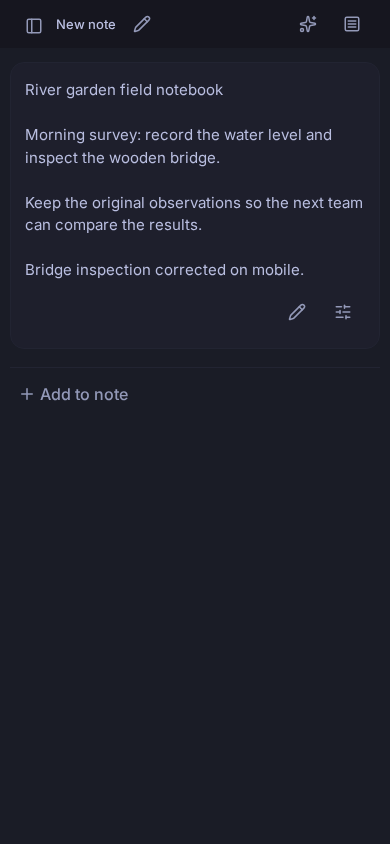 New note
River garden field notebook
Morning survey: record the water level and
inspect the wooden bridge.
Keep the original observations so the next team
can compare the results.
Bridge inspection corrected on mobile.
Add to note